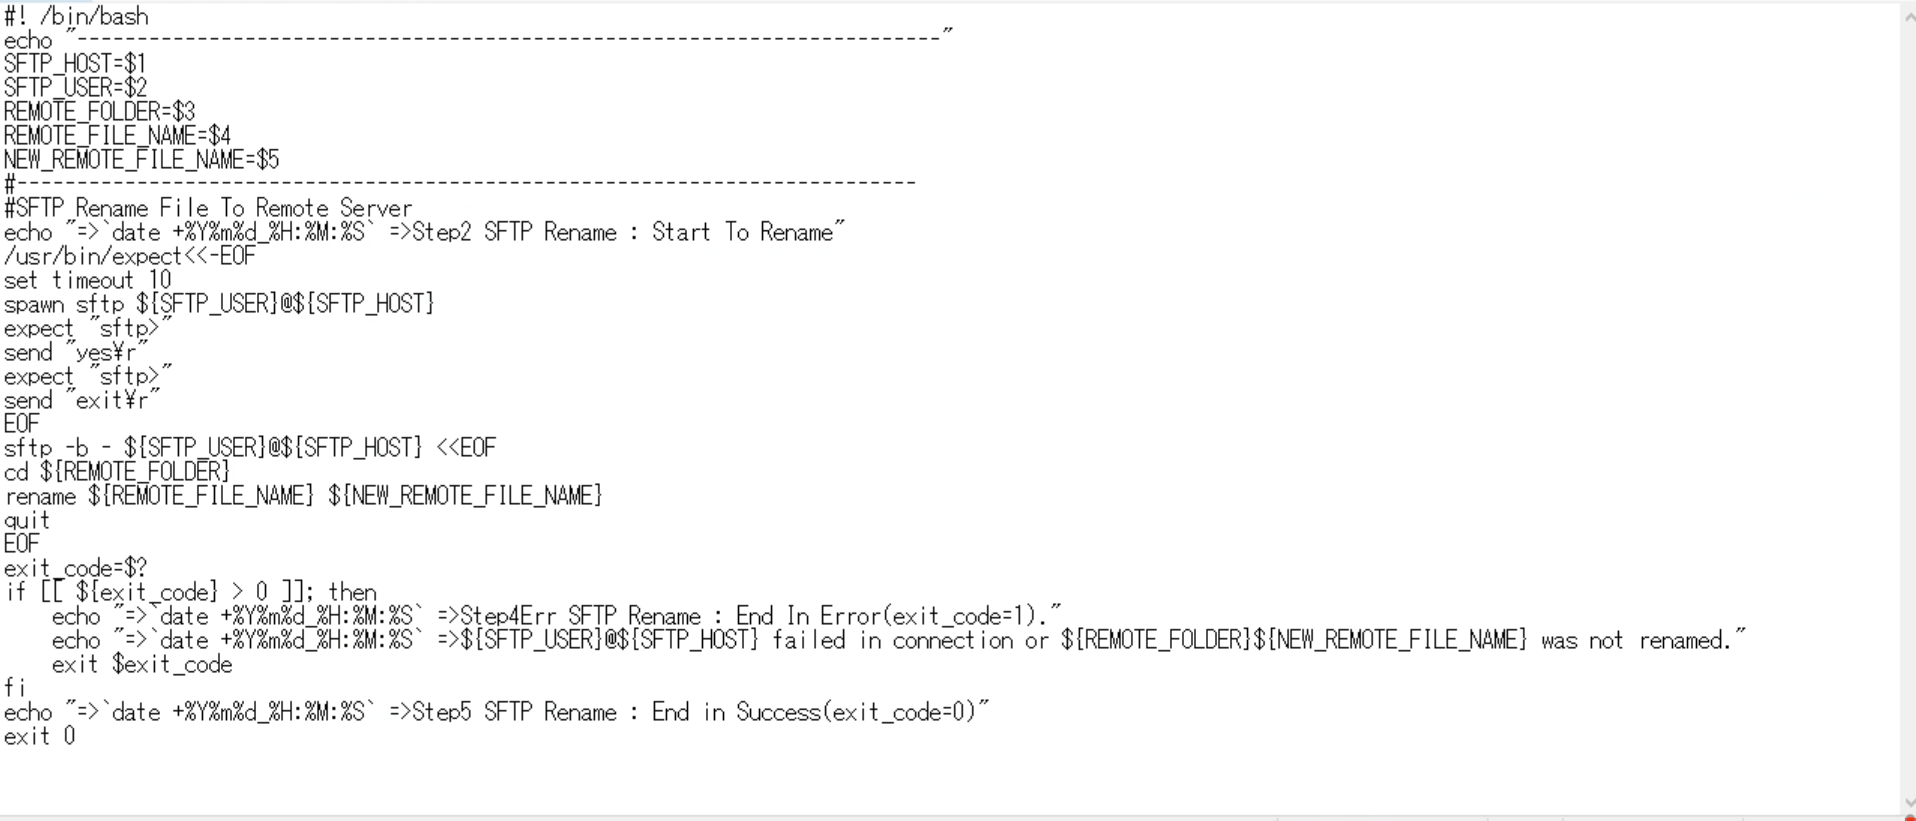 #! /bin/bash
echo "------------------------------------------------------------------------"
SFTP_HOST=$1
SFTP_USER=$2
REMOTE_FOLDER=$3
REMOTE_FILE_NAME=$4
NEW_REMOTE_FILE_NAME=$5
#---------------------------------------------------------------------------
#SFTP Rename File To Remote Server
echo "=>`date +%Y%m%d_%H:%M:%S` =>Step2 SFTP Rename : Start To Rename"
/usr/bin/expect<<-EOF
set timeout 10
spawn sftp ${SFTP_USER}@${SFTP_HOST}
expect "sftp>"
send "yes¥r"
expect "sftp>"
send "exit¥r"
EOF
sftp -b - ${SFTP_USER}@${SFTP_HOST} <<EOF
cd ${REMOTE_FOLDER}
rename ${REMOTE_FILE_NAME} ${NEW_REMOTE_FILE_NAME}
quit
EOF
exit_code=$?
if [[ ${exit_code} > 0 ]]; then
    echo "=>`date +%Y%m%d_%H:%M:%S` =>Step4Err SFTP Rename : End In Error(exit_code=1)."
    echo "=>`date +%Y%m%d_%H:%M:%S` =>${SFTP_USER}@${SFTP_HOST} failed in connection or ${REMOTE_FOLDER}${NEW_REMOTE_FILE_NAME} was not renamed."
    exit $exit_code
fi
echo "=>`date +%Y%m%d_%H:%M:%S` =>Step5 SFTP Rename : End in Success(exit_code=0)"
exit 0